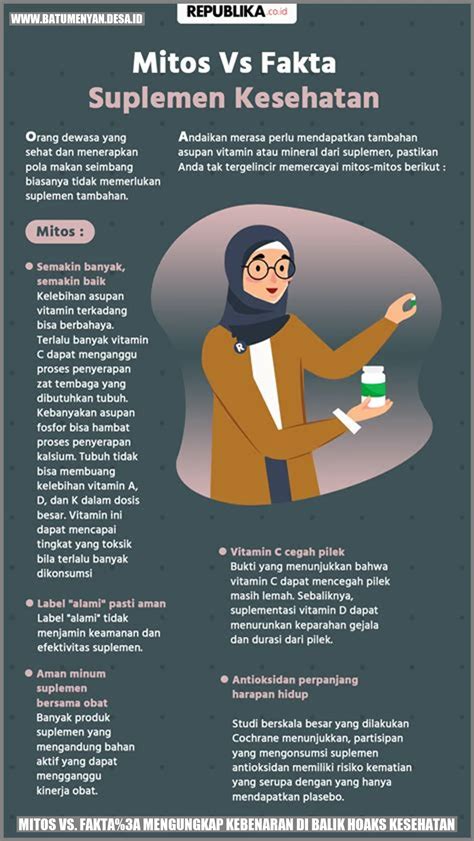 www.batumenyan.desa.id
REPUBLIKA.co.id
Mitos Vs Fakta
Suplemen Kesehatan
Orang dewasa yang
sehat dan menerapkan
pola makan seimbang
biasanya tidak memerlukan
suplemen tambahan.
Andaikan merasa perlu mendapatkan tambahan
asupan vitamin atau mineral dari suplemen, pastikan
Anda tak tergelincir memercayai mitos-mitos berikut :
Mitos :
Semakin banyak,
semakin baik
Kelebihan asupan
vitamin terkadang
bisa berbahaya.
Terlalu banyak vitamin
C dapat menganggu
proses penyerapan
zat tembaga yang
dibutuhkan tubuh.
Kebanyakan asupan
fosfor bisa hambat
proses penyerapan
kalsium. Tubuh tidak
bisa membuang
kelebihan vitamin A,
D, dan K dalam dosis
besar. Vitamin ini
dapat mencapai
tingkat yang toksik
bila terlalu banyak
dikonsumsi
Label "alami" pasti aman
Label "alami" tidak
menjamin keamanan dan
efektivitas suplemen.
Aman minum
suplemen
bersama obat
Banyak produk
suplemen yang
mengandung bahan
aktif yang dapat
mengganggu
kinerja obat.
R
Vitamin C cegah pilek
Bukti yang menunjukkan bahwa
vitamin C dapat mencegah pilek
masih lemah. Sebaliknya,
suplementasi vitamin D dapat
menurunkan keparahan gejala
dan durasi dari pilek.
Antioksidan perpanjang
harapan hidup
Studi berskala besar yang dilakukan
Cochrane menunjukkan, partisipan
yang mengonsumsi suplemen
antioksidan memiliki risiko kematian
yang serupa dengan yang hanya
mendapatkan plasebo.
MITOS VS. FAKTA%3A MENGUNGKAP KEBENARAN DI BALIK HOAKS KESEHATAN